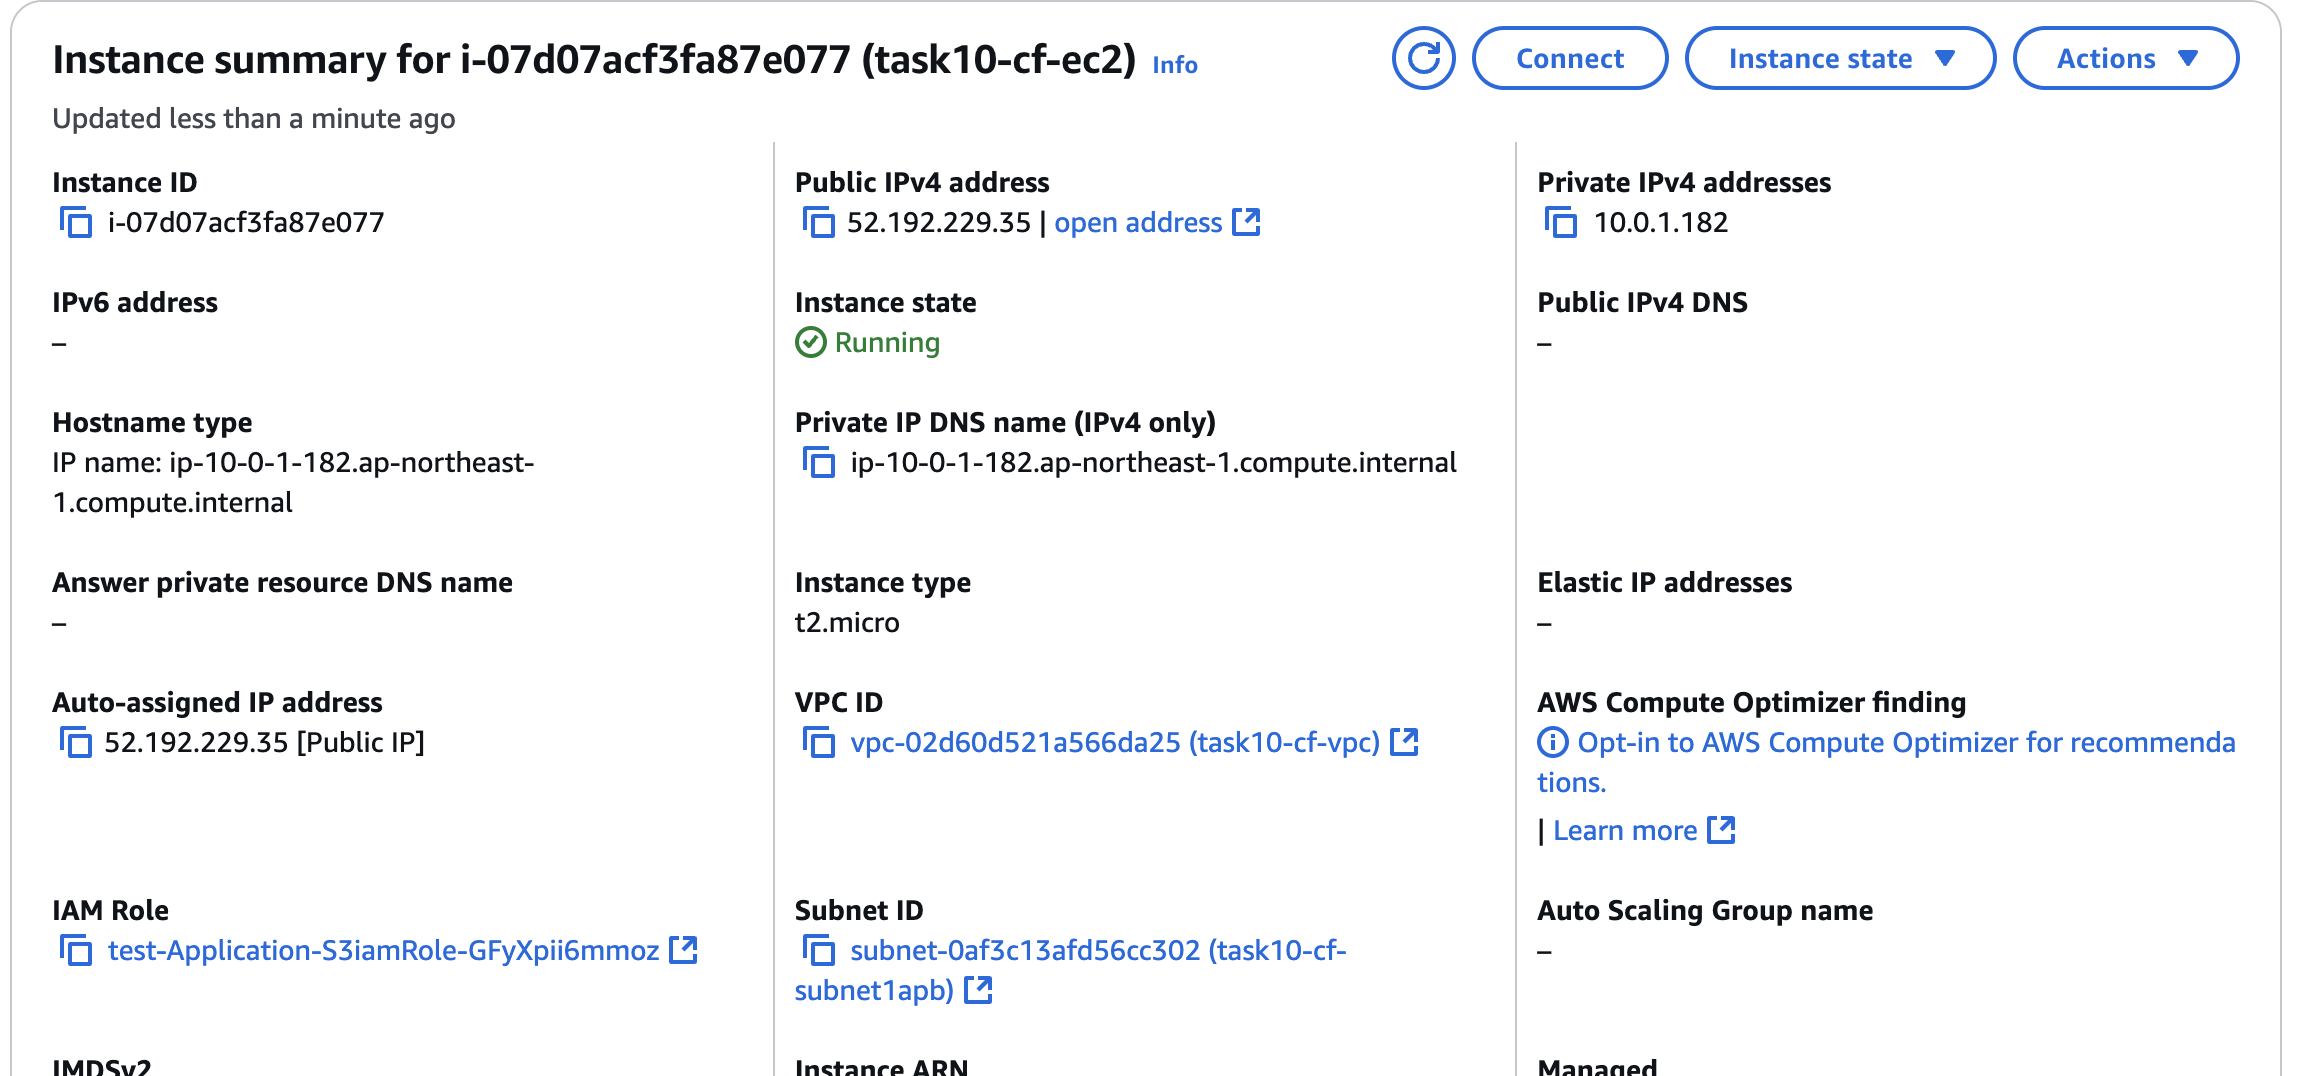 Instance summary for i-07d07acf3fa87e077 (task10-cf-ec2) Info
Connect
Instance state
Actions
Updated less than a minute ago
Instance ID
i-07d07acf3fa87e077
Public IPv4 address
52.192.229.35 | open address
Private IPv4 addresses
10.0.1.182
IPv6 address
–
Instance state
Running
Public IPv4 DNS
–
Hostname type
IP name: ip-10-0-1-182.ap-northeast-
1.compute.internal
Private IP DNS name (IPv4 only)
ip-10-0-1-182.ap-northeast-1.compute.internal
Answer private resource DNS name
–
Instance type
t2.micro
Elastic IP addresses
–
Auto-assigned IP address
52.192.229.35 [Public IP]
VPC ID
vpc-02d60d521a566da25 (task10-cf-vpc)
AWS Compute Optimizer finding
Opt-in to AWS Compute Optimizer for recommenda
tions.
| Learn more
IAM Role
test-Application-S3iamRole-GFyXpii6mmoz
Subnet ID
subnet-0af3c13afd56cc302 (task10-cf-
subnet1apb)
Auto Scaling Group name
–
IMDSv2
Instance ARN
Managed